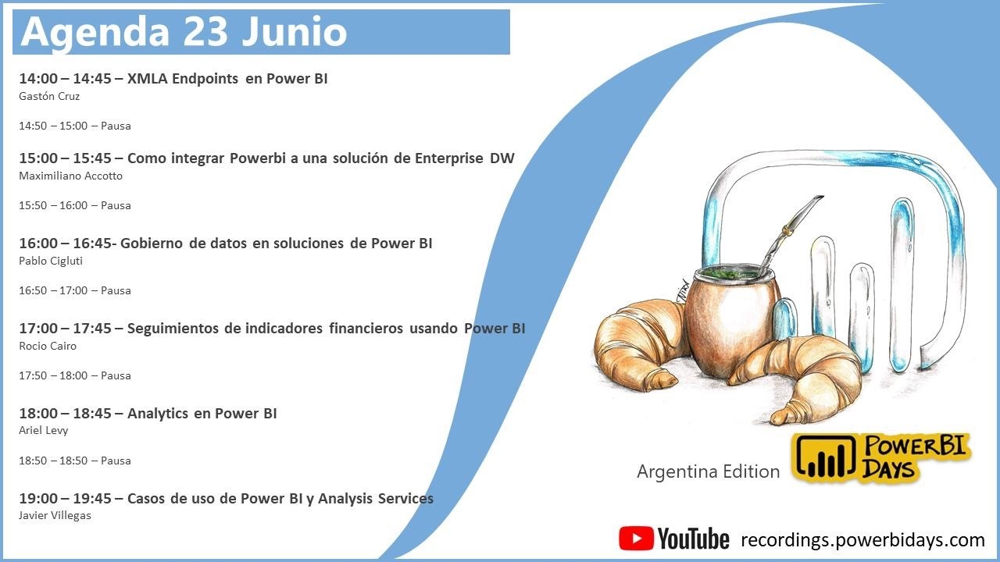 Agenda 23 Junio
14:00 – 14:45 – XMLA Endpoints en Power BI
Gastón Cruz
14:50 – 15:00 – Pausa
15:00 – 15:45 – Como integrar Powerbi a una solución de Enterprise DW
Maximiliano Accotto
15:50 – 16:00 – Pausa
16:00 – 16:45- Gobierno de datos en soluciones de Power BI
Pablo Cigluti
16:50 – 17:00 – Pausa
17:00 – 17:45 – Seguimientos de indicadores financieros usando Power BI
Rocio Cairo
17:50 – 18:00 – Pausa
18:00 – 18:45 – Analytics en Power BI
Ariel Levy
18:50 – 18:50 – Pausa
19:00 – 19:45 – Casos de uso de Power BI y Analysis Services
Javier Villegas
Argentina Edition
POWER BI
DAYS
YouTube recordings.powerbidays.com